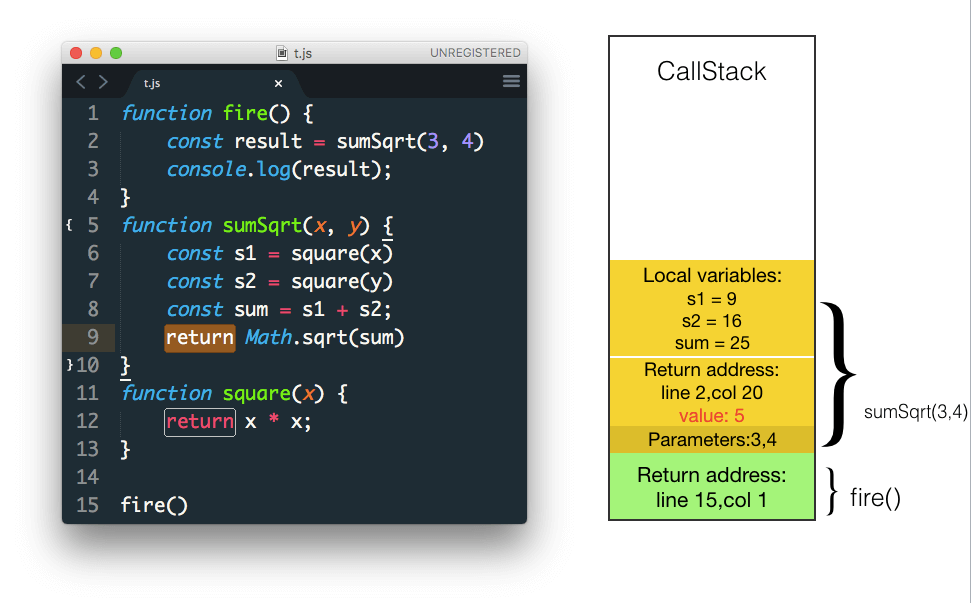 t.js
UNREGISTERED
t.js
×
1 function fire() {
2 const result = sumSqrt(3, 4)
3 console.log(result);
4 }
{ 5 function sumSqrt(x, y) {
6 const s1 = square(x)
7 const s2 = square(y)
8 const sum = s1 + s2;
9 return Math.sqrt(sum)
}10 }
11 function square(x) {
12 return x * x;
13 }
14
15 fire()
CallStack
Local variables:
s1 = 9
s2 = 16
sum = 25
Return address:
line 2,col 20
value: 5
Parameters:3,4
sumSqrt(3,4)
Return address:
line 15,col 1
fire()